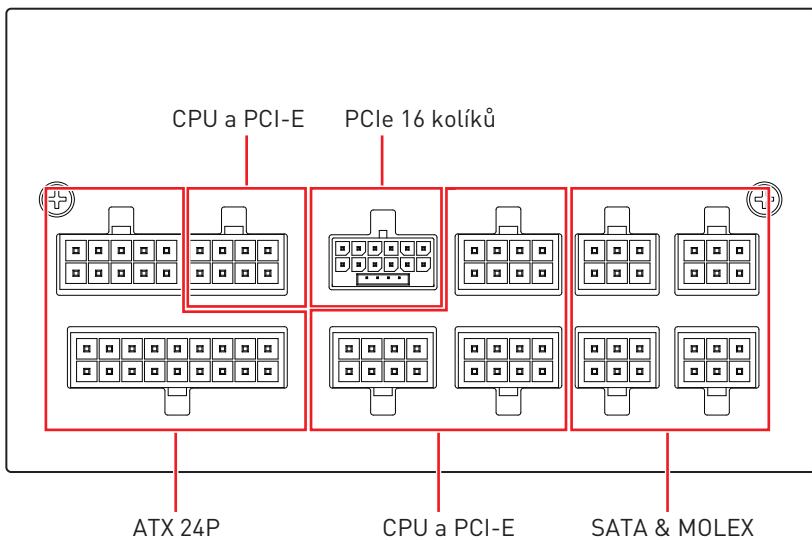 CPU a PCI-E
PCIe 16 kolíků
ATX 24P
CPU a PCI-E
SATA & MOLEX